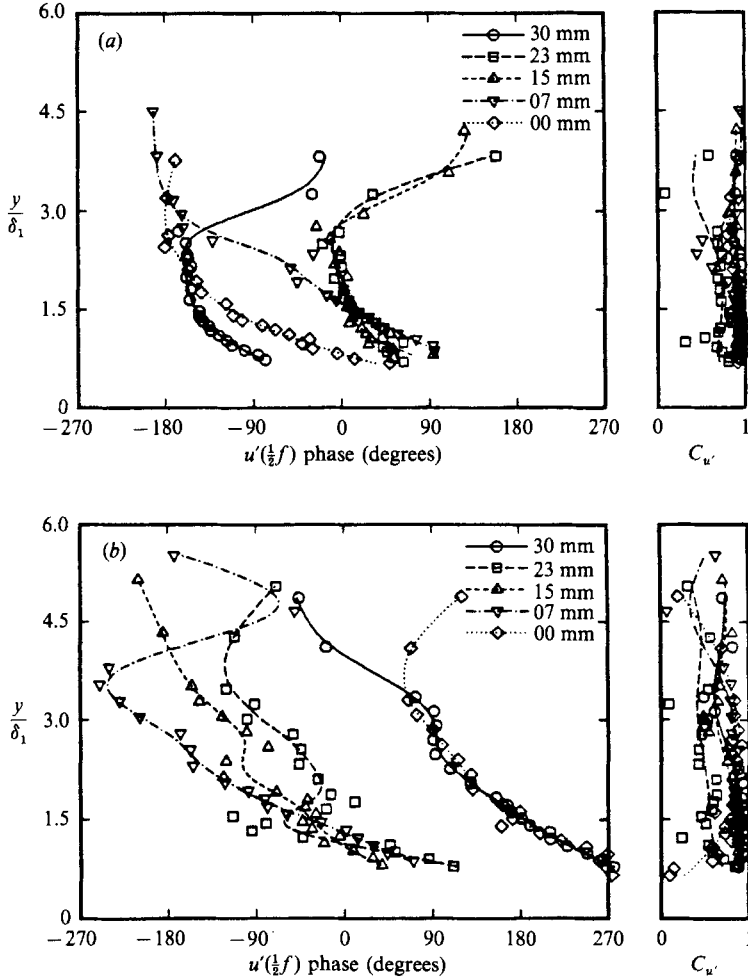 6.0
(a)
30 mm
23 mm
15 mm
07 mm
00 mm
4.5
y/δ₁
3.0
1.5
0
−270 −180 −90 0 90 180 270
u′(½f) phase (degrees)
0 1
C_u′
6.0
(b)
30 mm
23 mm
15 mm
07 mm
00 mm
4.5
y/δ₁
3.0
1.5
0
−270 −180 −90 0 90 180 270
u′(½f) phase (degrees)
0 1
C_u′